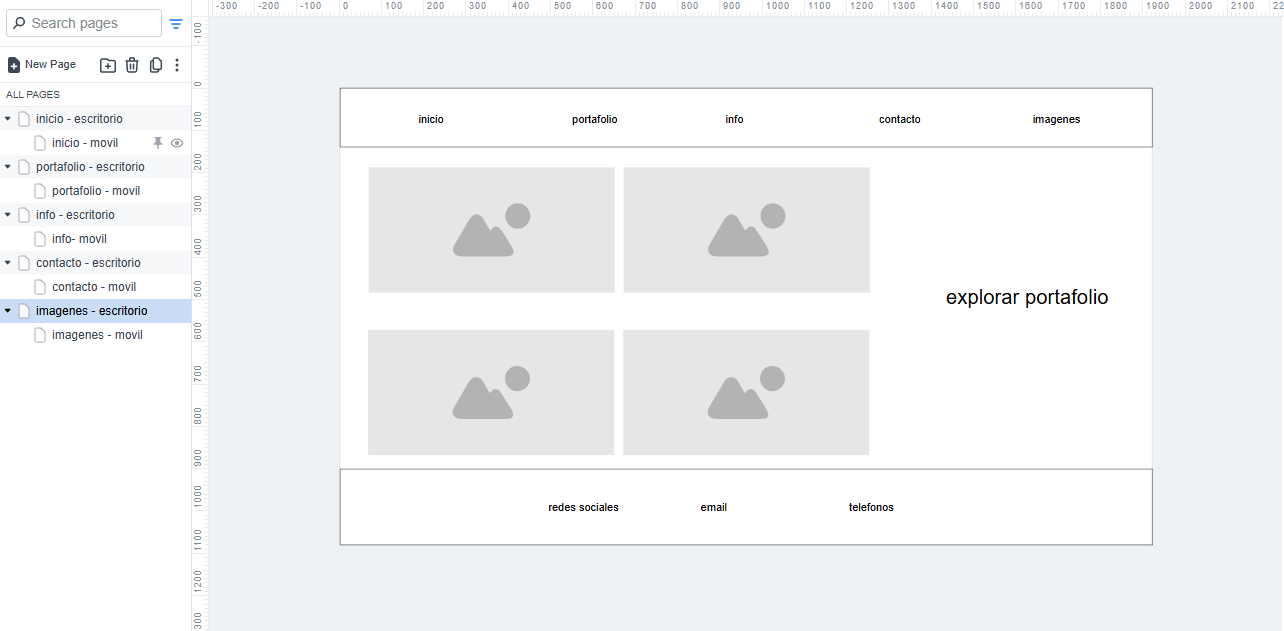 Search pages
New Page
ALL PAGES
inicio - escritorio
inicio - movil
portafolio - escritorio
portafolio - movil
info - escritorio
info- movil
contacto - escritorio
contacto - movil
imagenes - escritorio
imagenes - movil
-300 -200 -100 0 100 200 300 400 500 600 700 800 900 1000 1100 1200 1300 1400 1500 1600 1700 1800 1900 2000 2100 22
-100
0
100
200
300
400
500
600
700
800
900
1000
1100
1200
300
inicio portafolio info contacto imagenes
explorar portafolio
redes sociales email telefonos